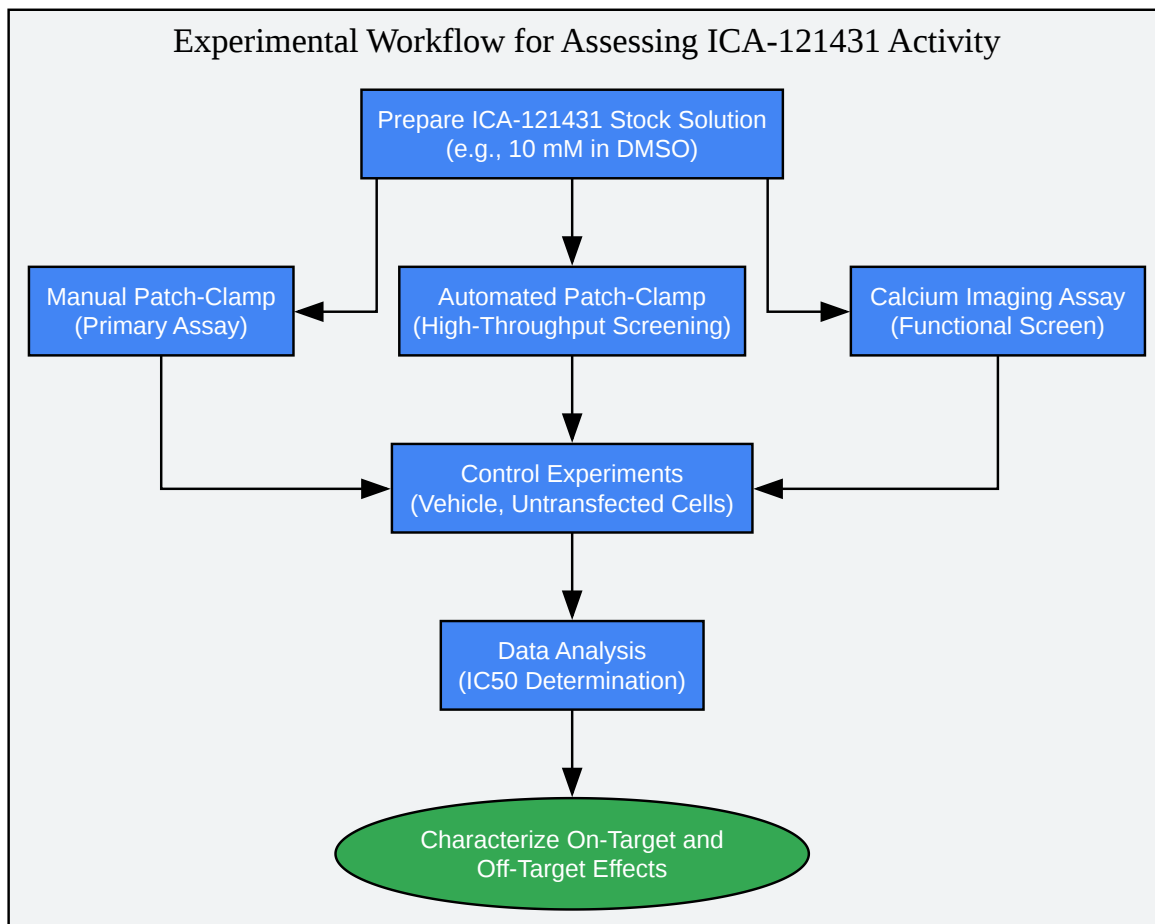 Experimental Workflow for Assessing ICA-121431 Activity
Prepare ICA-121431 Stock Solution
(e.g., 10 mM in DMSO)
Manual Patch-Clamp
(Primary Assay)
Automated Patch-Clamp
(High-Throughput Screening)
Calcium Imaging Assay
(Functional Screen)
Control Experiments
(Vehicle, Untransfected Cells)
Data Analysis
(IC50 Determination)
Characterize On-Target and
Off-Target Effects